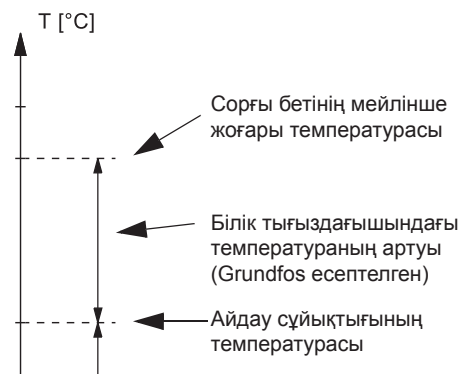 T [°C]
Сорғы бетінің мейлінше
жоғары температурасы
Білік тығыздағышындағы
температураның артуы
(Grundfos есептелген)
Айдау сұйықтығының
температурасы